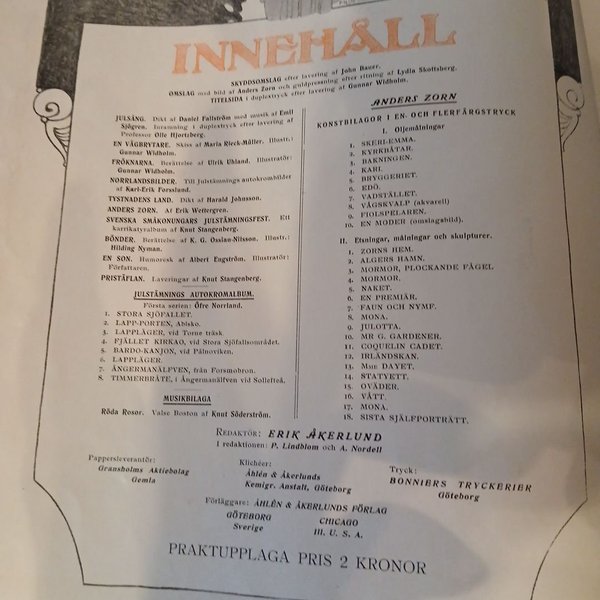 INNEHÅLL
SKYDDSOMSLAG efter lavering af John Bauer.
OMSLAG med bild af Anders Zorn och guldpressning efter ritning af Lydia Skottsberg.
TITELSIDA i duplextryck efter lavering af Gunnar Widholm.
JULSÅNG. Dikt af Daniel Fallström med musik af Emil
Sjögren. Inramning i duplextryck efter lavering af
Professor Olle Hjortzberg.
EN VÅGBRYTARE. Skiss af Maria Rieck-Müller. Illustr.:
Gunnar Widholm.
FRÖKNARNA. Berättelse af Ulrik Uhland. Illustratör:
Gunnar Widholm.
NORRLANDSBILDER. Till Julstämnings autokrombilder
af Karl-Erik Forsslund.
TYSTNADENS LAND. Dikt af Harald Johnsson.
ANDERS ZORN. Af Erik Wettergren.
SVENSKA SMÅKONUNGARS JULSTÄMNINGSFEST. Ett
karrikatyralbum af Knut Stangenberg.
BÖNDER. Berättelse af K. G. Ossian-Nilsson. Illustr.:
Hilding Nyman.
EN SON. Humoresk af Albert Engström. Illustratör:
Författaren.
PRISTÄFLAN. Laveringar af Knut Stangenberg.
JULSTÄMNINGS AUTOKROMALBUM.
Första serien: Öfre Norrland.
1. STORA SJÖFALLET.
2. LAPP-PORTEN, Abisko.
3. LAPPLÄGER, vid Torne träsk.
4. FJÄLLET KIRKAO, vid Stora Sjöfallsområdet.
5. BARDO-KANJON, vid Pålnoviken.
6. LAPPLÄGER.
7. ÅNGERMANÄLFVEN, från Forsmobron.
8. TIMMERBRÅTE, i Ångermanälfven vid Sollefteå.
MUSIKBILAGA
Röda Rosor. Valse Boston af Knut Söderström.
ANDERS ZORN
KONSTBILAGOR I EN- OCH FLERFÄRGSTRYCK
I. Oljemålningar
1. SKERI-EMMA.
2. KYRKBÅTAR.
3. BAKNINGEN.
4. KARL
5. BRYGGERIET.
6. EDÖ.
7. VADSTÄLLET.
8. VÅGSKVALP (akvarell)
9. FIOLSPELAREN.
10. EN MODER (omslagsbild).
II. Etsningar, målningar och skulpturer.
1. ZORNS HEM.
2. ALGERS HAMN.
3. MORMOR, PLOCKANDE FÅGEL
4. MORMOR.
5. NAKET.
6. EN PREMIÄR.
7. FAUN OCH NYMF.
8. MONA.
9. JULOTTA.
10. MR G. GARDENER.
11. COQUELIN CADET.
12. IRLÄNDSKAN.
13. Mme DAYET.
14. STATYETT.
15. OVÄDER.
16. VÅTT.
17. MONA.
18. SISTA SJÄLFPORTRÄTT.
REDAKTÖR: ERIK ÅKERLUND
I redaktionen: P. Lindblom och A. Nordell
Pappersleverantör:
Gransholms Aktiebolag
Gemla
Klichéer:
Åhlén & Åkerlunds
Kemigr. Anstalt, Göteborg
Tryck:
BONNIERS TRYCKERIER
Göteborg
Förläggare: ÅHLÉN & ÅKERLUNDS FÖRLAG
GÖTEBORG CHICAGO
Sverige Ill. U. S. A.
PRAKTUPPLAGA PRIS 2 KRONOR